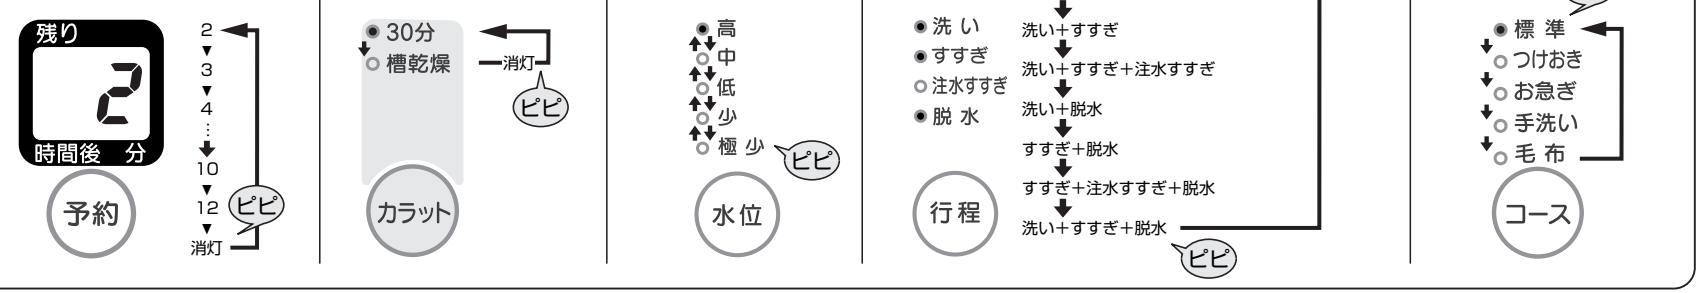 残り
2
時間後 分
予約
2
3
4
10
12
消灯
ピピ
30分
槽乾燥
消灯
ピピ
カラット
高
中
低
少
極少
ピピ
水位
洗い
すすぎ
注水すすぎ
脱水
行程
洗い+すすぎ
洗い+すすぎ+注水すすぎ
洗い+脱水
すすぎ+脱水
すすぎ+注水すすぎ+脱水
洗い+すすぎ+脱水
ピピ
標準
つけおき
お急ぎ
手洗い
毛布
コース